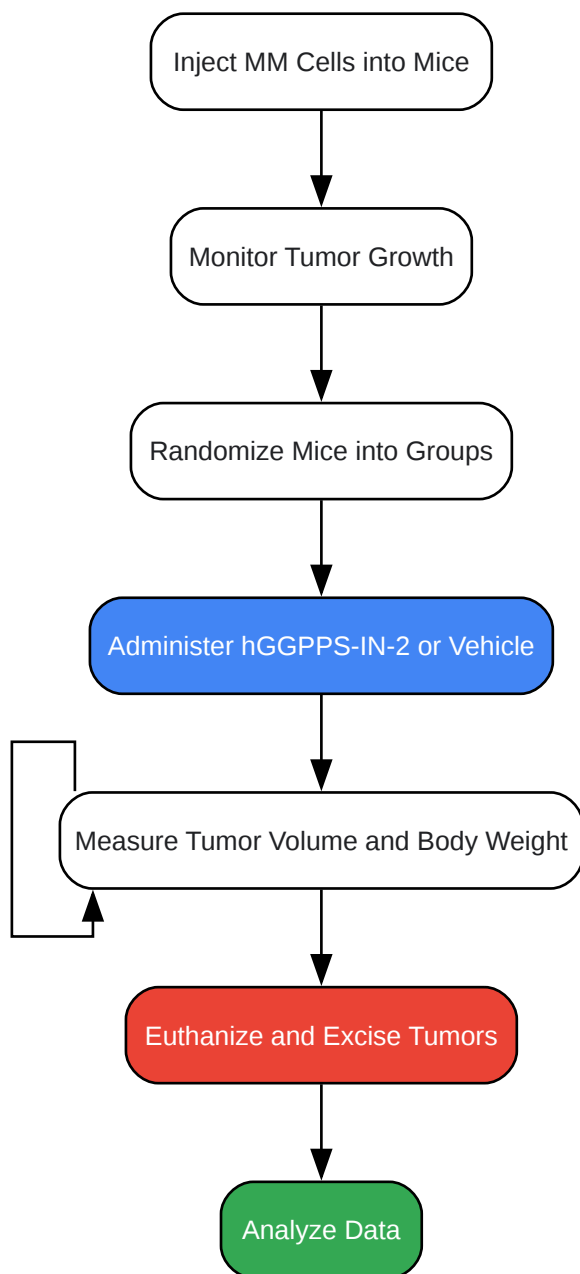 Inject MM Cells into Mice
Monitor Tumor Growth
Randomize Mice into Groups
Administer hGGPPS-IN-2 or Vehicle
Measure Tumor Volume and Body Weight
Euthanize and Excise Tumors
Analyze Data